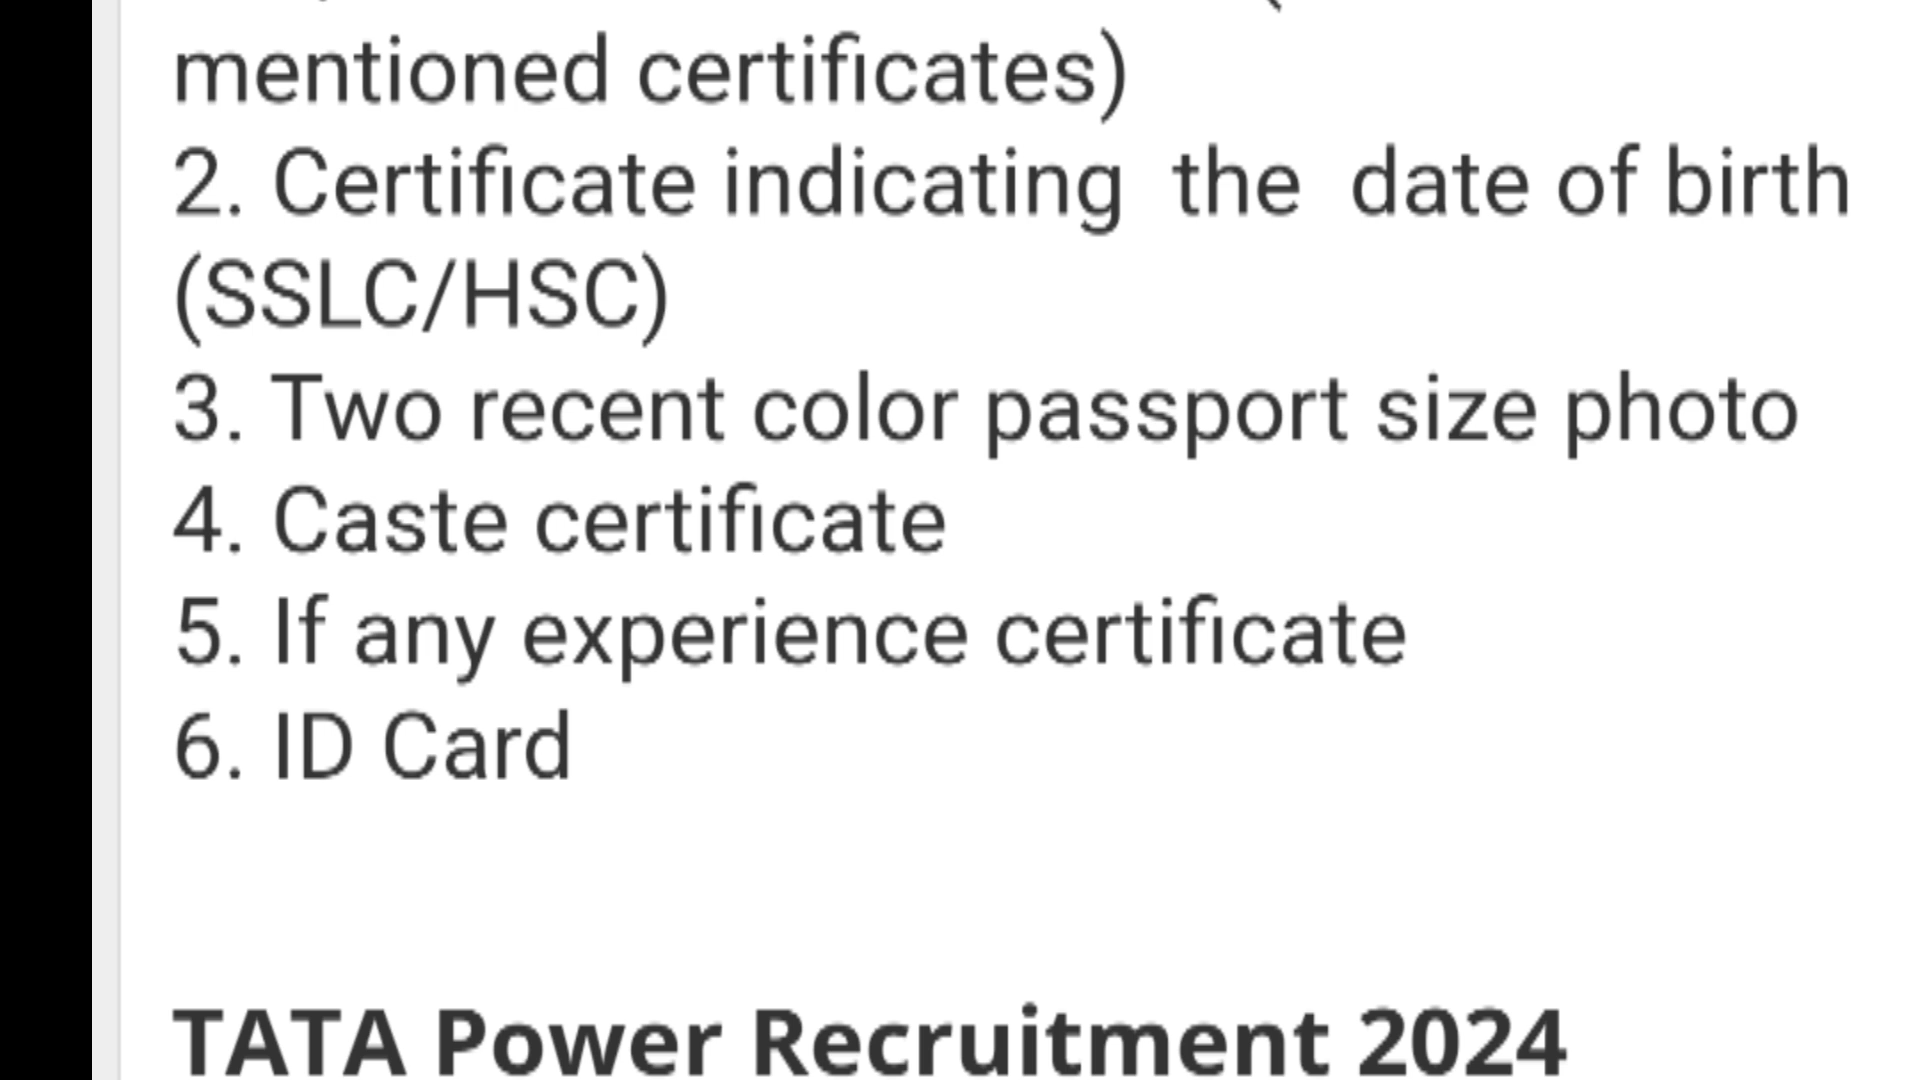 mentioned certificates)
2. Certificate indicating  the  date of birth
(SSLC/HSC)
3. Two recent color passport size photo
4. Caste certificate
5. If any experience certificate
6. ID Card
TATA Power Recruitment 2024